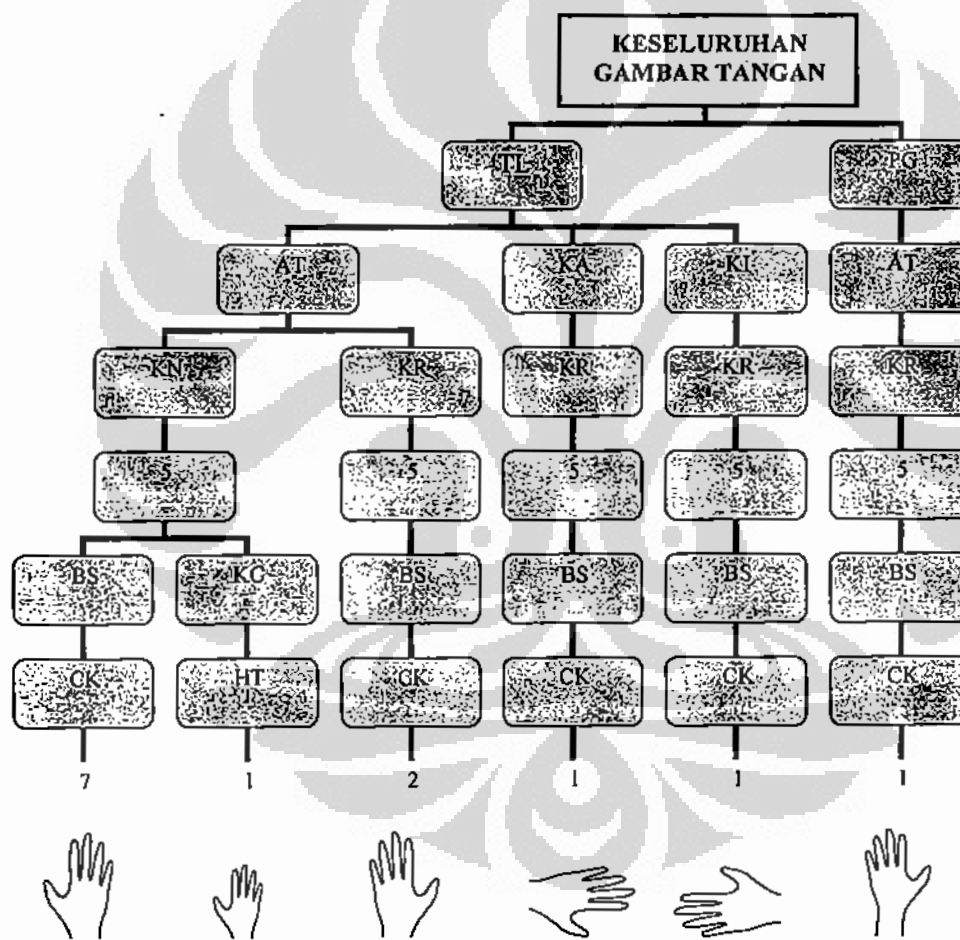 KESELURUHAN
GAMBAR TANGAN
TL PG
AT KA KI AT
KN KR KR KR KR
5 5 5 5 5
BS KC BS BS BS BS
CK HT CK CK CK CK
7 1 2 1 1 1